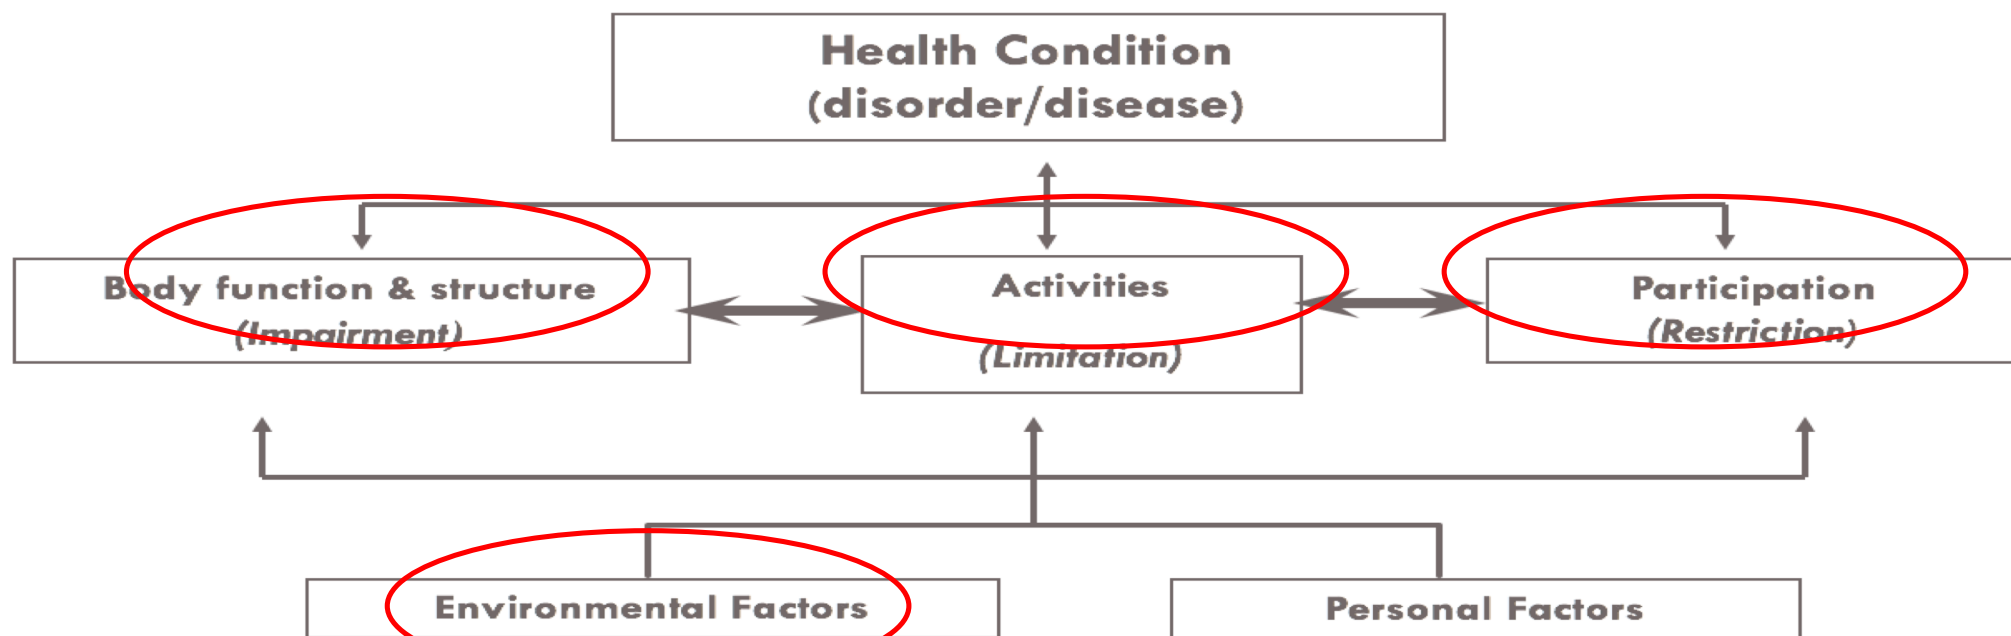 Health Condition
(disorder/disease)
Body function & structure
(Impairment)
Activities
(Limitation)
Participation
(Restriction)
Environmental Factors
Personal Factors